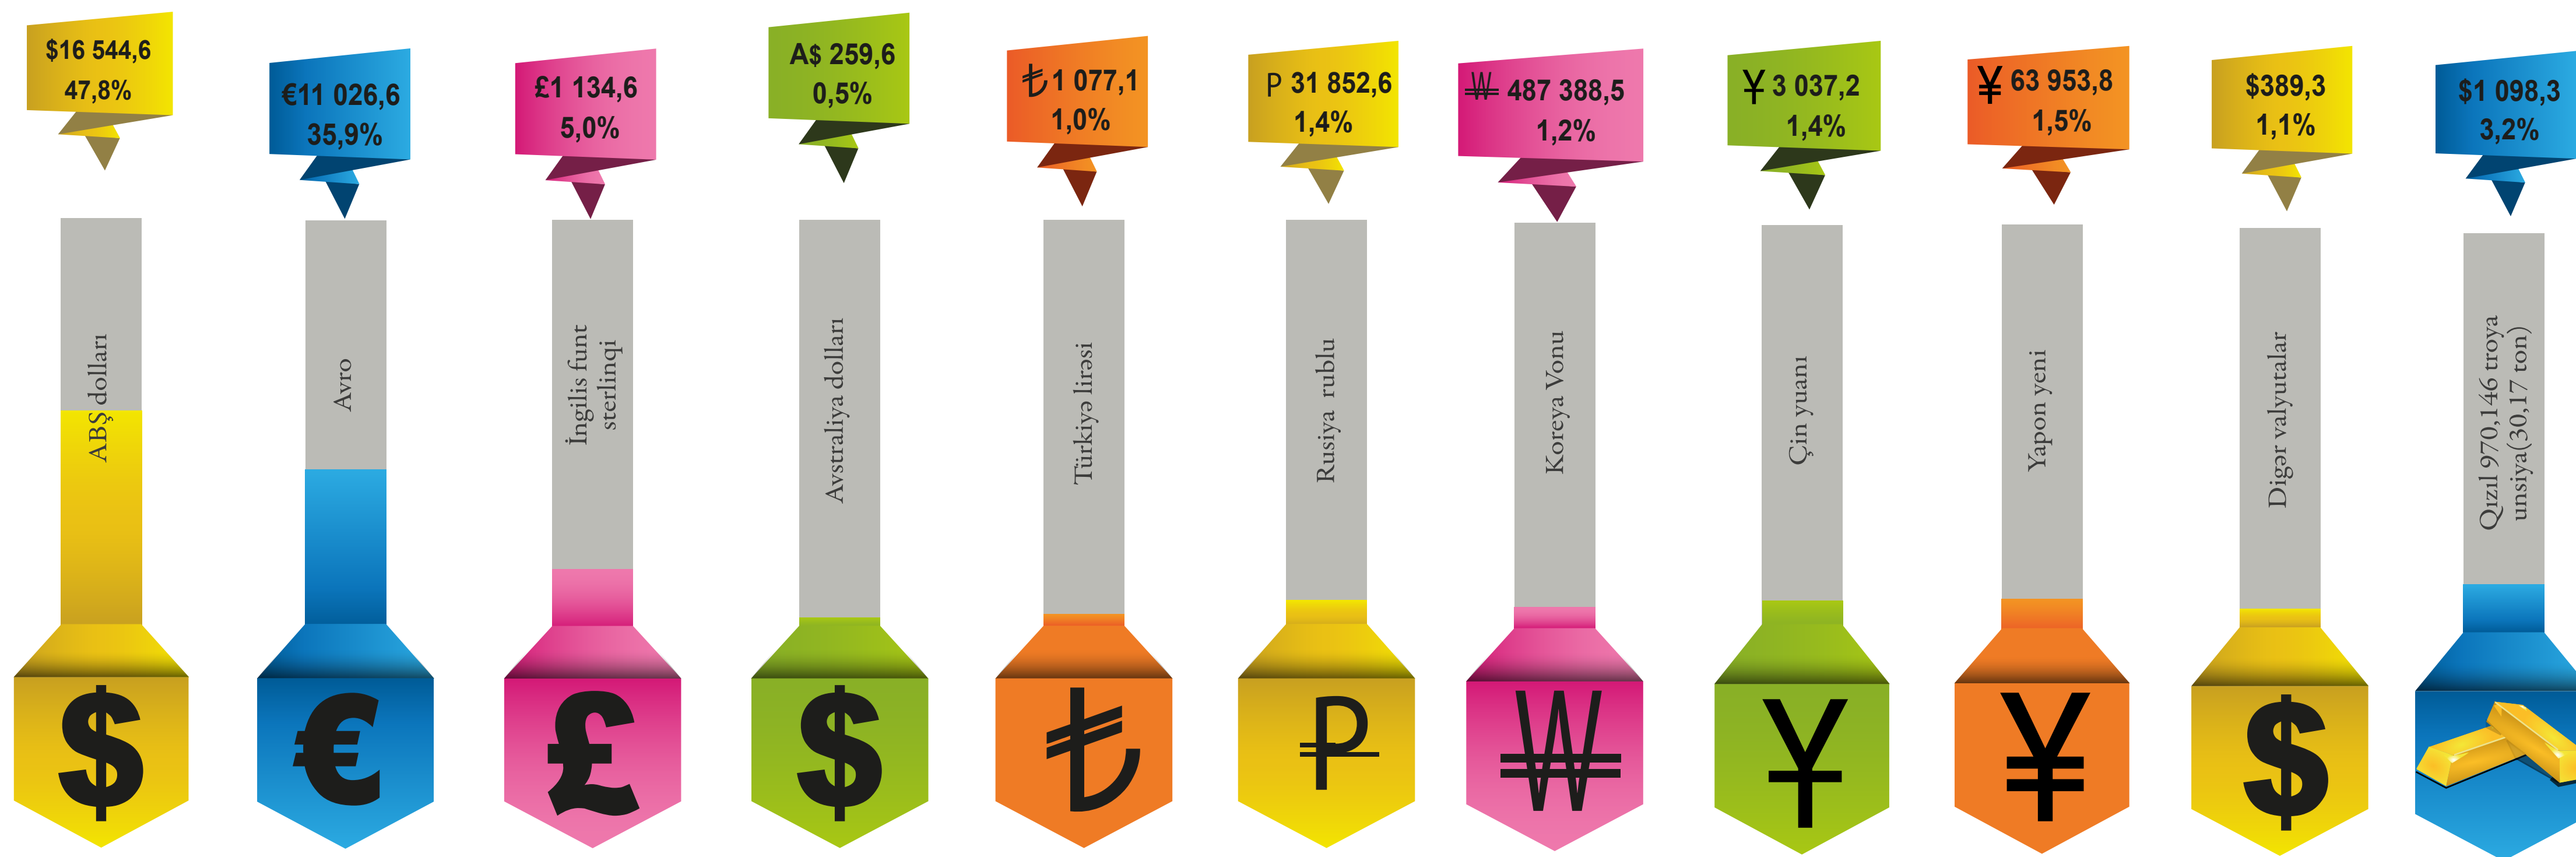 $16 544,6
47,8%
€11 026,6
35,9%
£1 134,6
5,0%
A$ 259,6
0,5%
₺1 077,1
1,0%
₽ 31 852,6
1,4%
₩ 487 388,5
1,2%
¥ 3 037,2
1,4%
¥ 63 953,8
1,5%
$389,3
1,1%
$1 098,3
3,2%
ABŞ dolları
Avro
İngilis funt
sterlinqi
Avstraliya dolları
Türkiyə lirəsi
Rusiya rublu
Koreya Vonu
Çin yuanı
Yapon yeni
Digər valyutalar
Qızıl 970,146 troya
unsiya(30,17 ton)
$
€
£
$
₺
₽
₩
¥
¥
$